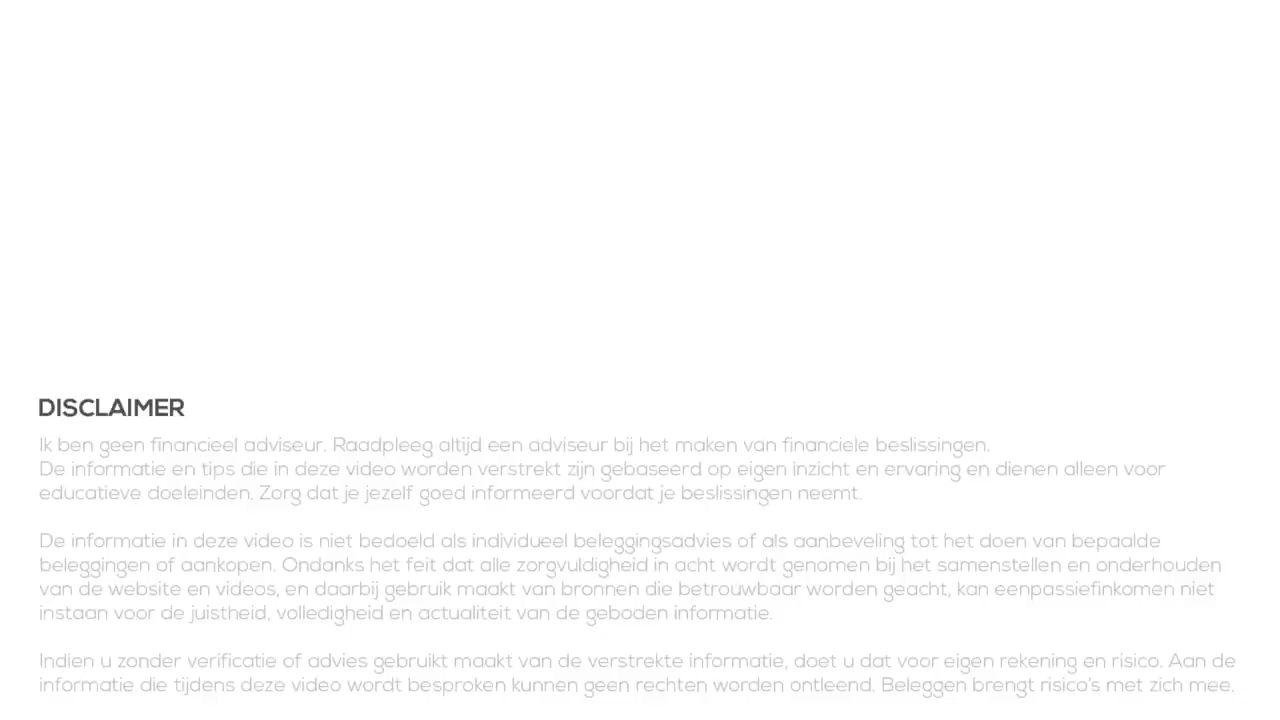 DISCLAIMER
Ik ben geen financieel adviseur. Raadpleeg altijd een adviseur bij het maken van financiele beslissingen.
De informatie en tips die in deze video worden verstrekt zijn gebaseerd op eigen inzicht en ervaring en dienen alleen voor
educatieve doeleinden. Zorg dat je jezelf goed informeerd voordat je beslissingen neemt.
De informatie in deze video is niet bedoeld als individueel beleggingsadvies of als aanbeveling tot het doen van bepaalde
beleggingen of aankopen. Ondanks het feit dat alle zorgvuldigheid in acht wordt genomen bij het samenstellen en onderhouden
van de website en videos, en daarbij gebruik maakt van bronnen die betrouwbaar worden geacht, kan eenpassiefinkomen niet
instaan voor de juistheid, volledigheid en actualiteit van de geboden informatie.
Indien u zonder verificatie of advies gebruikt maakt van de verstrekte informatie, doet u dat voor eigen rekening en risico. Aan de
informatie die tijdens deze video wordt besproken kunnen geen rechten worden ontleend. Beleggen brengt risico's met zich mee.